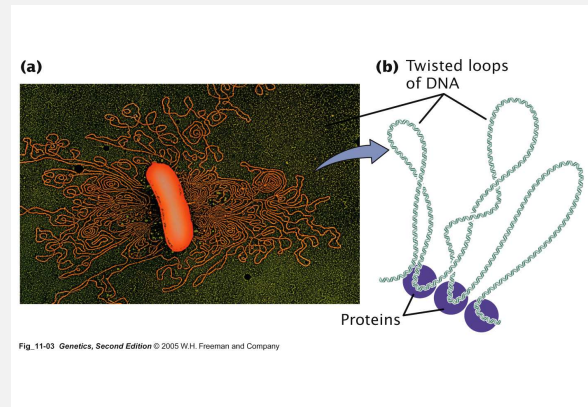 (a)
(b) Twisted loops
of DNA
Proteins
Fig_11-03 Genetics, Second Edition © 2005 W.H. Freeman and Company